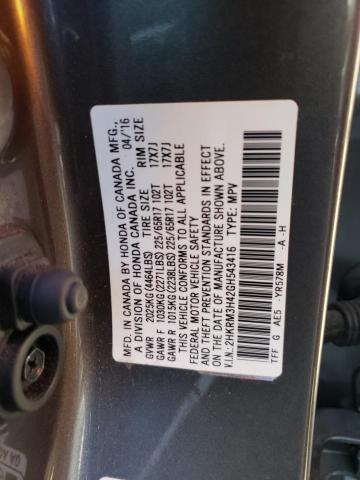 MFD. IN CANADA BY HONDA OF CANADA MFG.,
A DIVISION OF HONDA CANADA INC. 04/'16
TIRE SIZE RIM SIZE
GVWR 2025KG (4464LBS)
GAWR F 1030KG (2271LBS) 225/65R17 102T 17X7J
GAWR R 1015KG (2238LBS) 225/65R17 102T 17X7J
THIS VEHICLE CONFORMS TO ALL APPLICABLE
FEDERAL MOTOR VEHICLE SAFETY
AND THEFT PREVENTION STANDARDS IN EFFECT
ON THE DATE OF MANUFACTURE SHOWN ABOVE.
V.I.N.: 2HKRM3H42GH543416 TYPE: MPV
TFF G AE5 -YR578M -A -H